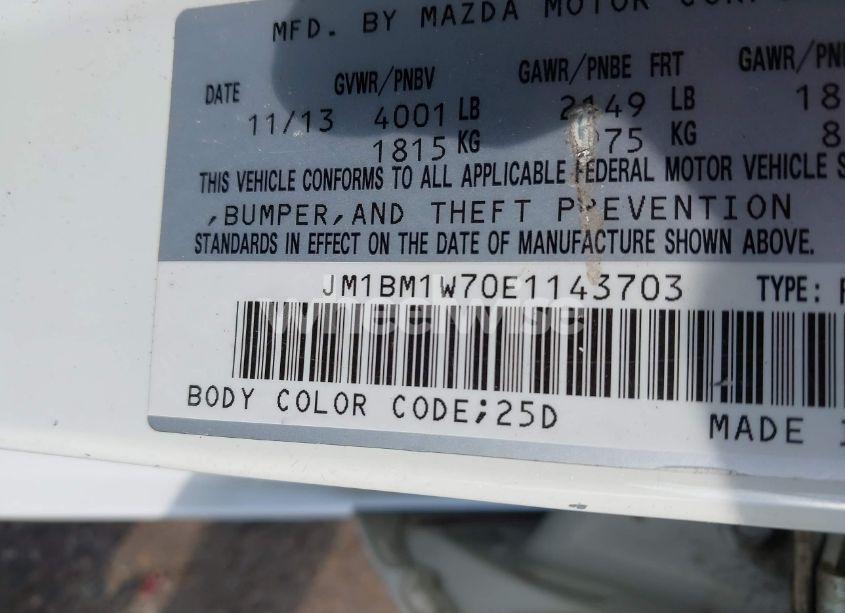 MFD. BY MAZDA MOTOR
DATE GVWR/PNBV GAWR/PNBE FRT
11/13 4001 LB 2149 LB
1815 KG 975 KG
THIS VEHICLE CONFORMS TO ALL APPLICABLE FEDERAL MOTOR VEHICLE
,BUMPER,AND THEFT PREVENTION
STANDARDS IN EFFECT ON THE DATE OF MANUFACTURE SHOWN ABOVE.
JM1BM1W70E1143703 TYPE:
wheelwise
BODY COLOR CODE;25D
MADE